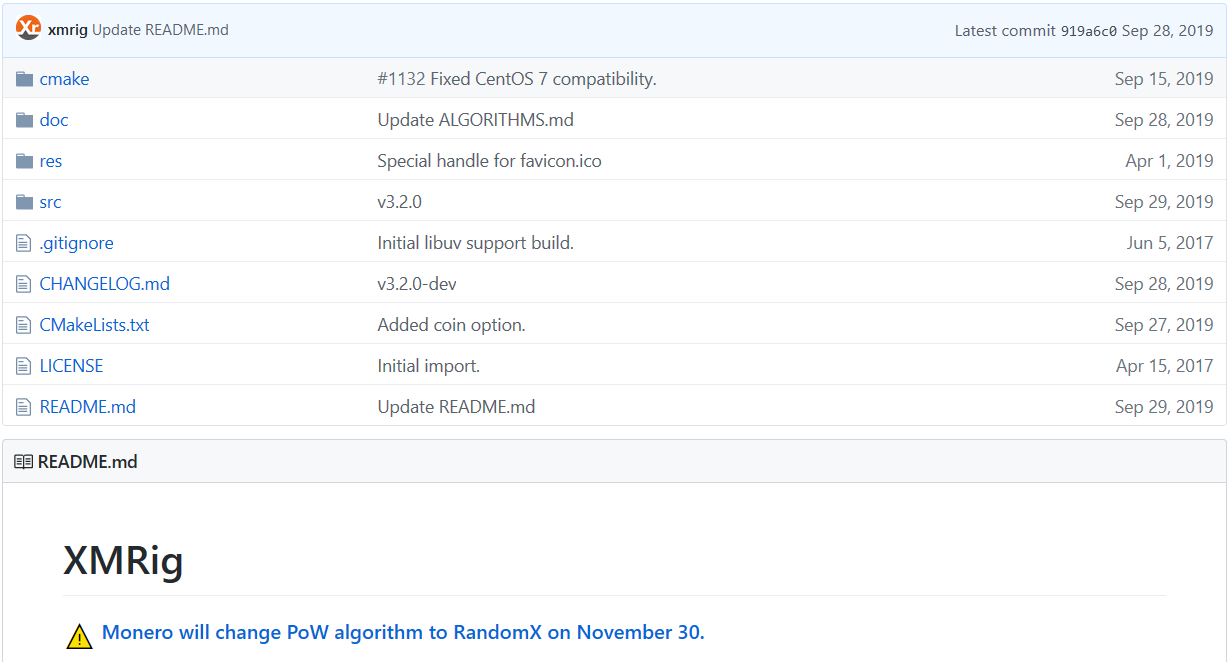 xmrig Update README.md Latest commit 919a6c0 Sep 28, 2019
cmake #1132 Fixed CentOS 7 compatibility. Sep 15, 2019
doc Update ALGORITHMS.md Sep 28, 2019
res Special handle for favicon.ico Apr 1, 2019
src v3.2.0 Sep 29, 2019
.gitignore Initial libuv support build. Jun 5, 2017
CHANGELOG.md v3.2.0-dev Sep 28, 2019
CMakeLists.txt Added coin option. Sep 27, 2019
LICENSE Initial import. Apr 15, 2017
README.md Update README.md Sep 29, 2019
README.md
XMRig
Monero will change PoW algorithm to RandomX on November 30.